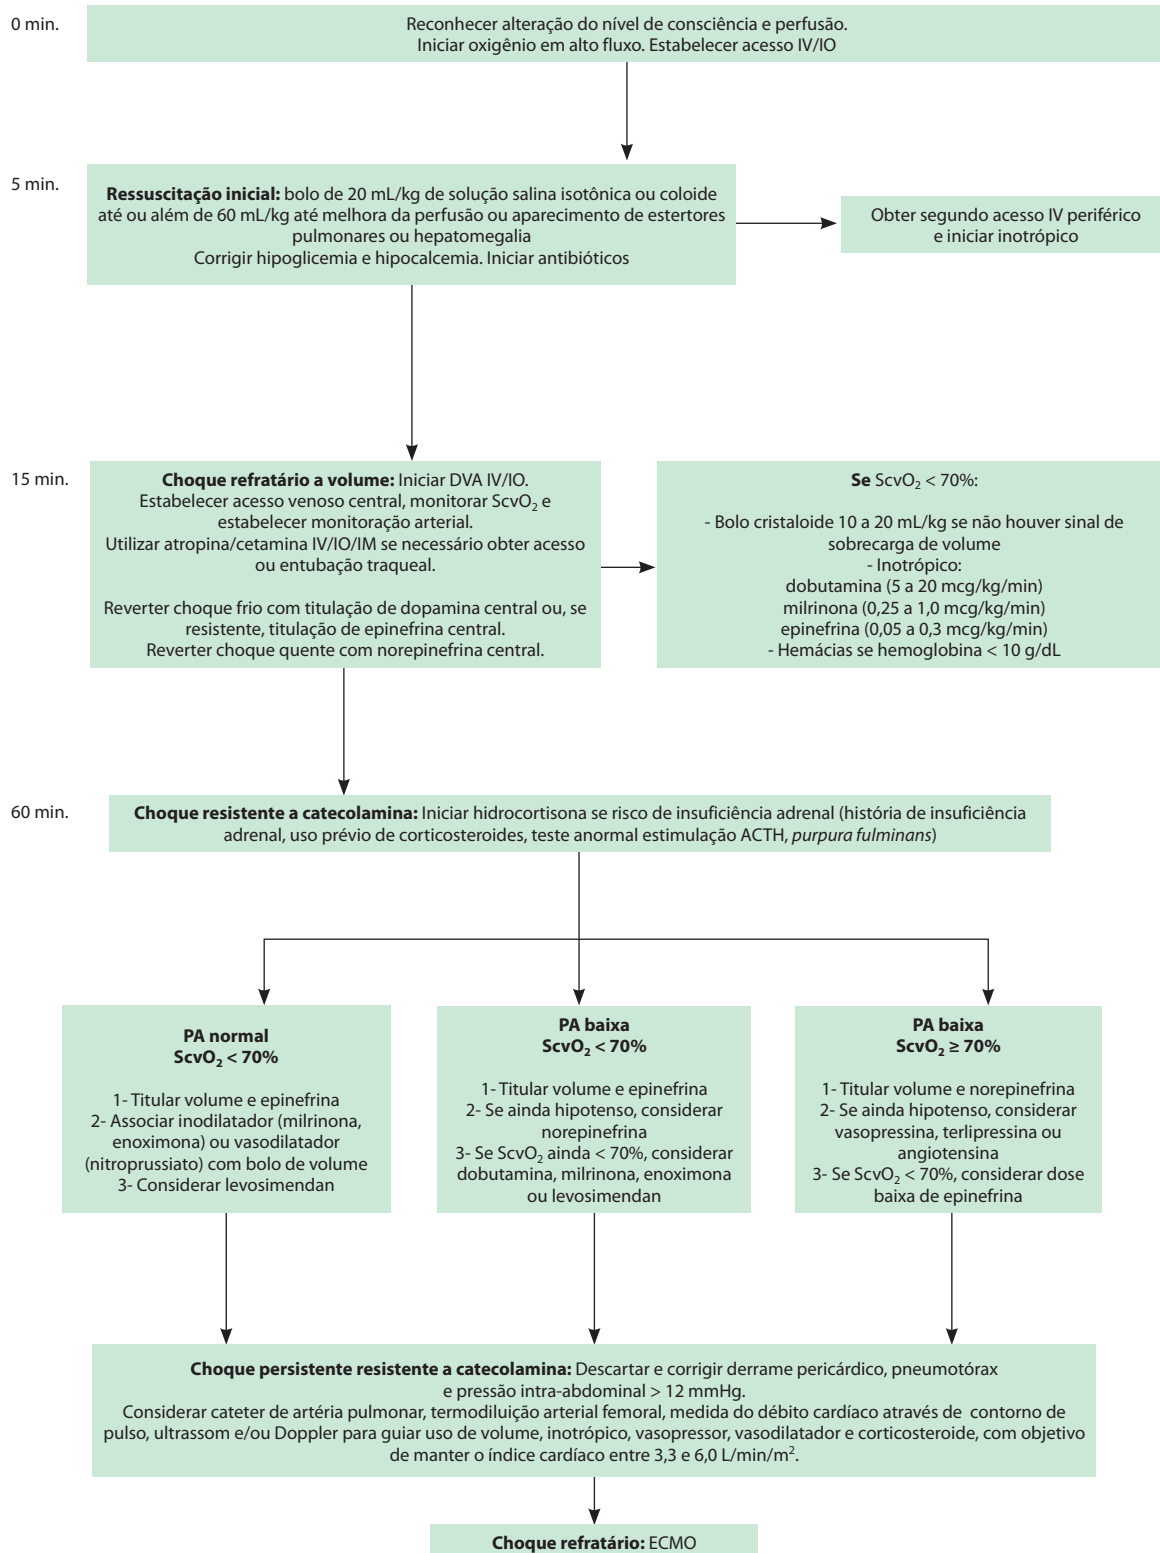 0 min.
Reconhecer alteração do nível de consciência e perfusão.
Iniciar oxigênio em alto fluxo. Estabelecer acesso IV/IO
5 min.
Ressuscitação inicial: bolo de 20 mL/kg de solução salina isotônica ou coloide
até ou além de 60 mL/kg até melhora da perfusão ou aparecimento de estertores
pulmonares ou hepatomegalia
Corrigir hipoglicemia e hipocalcemia. Iniciar antibióticos
Obter segundo acesso IV periférico
e iniciar inotrópico
15 min.
Choque refratário a volume: Iniciar DVA IV/IO.
Estabelecer acesso venoso central, monitorar ScvO₂ e
estabelecer monitoração arterial.
Utilizar atropina/cetamina IV/IO/IM se necessário obter acesso
ou entubação traqueal.
Reverter choque frio com titulação de dopamina central ou, se
resistente, titulação de epinefrina central.
Reverter choque quente com norepinefrina central.
Se ScvO₂ < 70%:
- Bolo cristaloide 10 a 20 mL/kg se não houver sinal de
sobrecarga de volume
- Inotrópico:
dobutamina (5 a 20 mcg/kg/min)
milrinona (0,25 a 1,0 mcg/kg/min)
epinefrina (0,05 a 0,3 mcg/kg/min)
- Hemácias se hemoglobina < 10 g/dL
60 min.
Choque resistente a catecolamina: Iniciar hidrocortisona se risco de insuficiência adrenal (história de insuficiência
adrenal, uso prévio de corticosteroides, teste anormal estimulação ACTH, purpura fulminans)
PA normal
ScvO₂ < 70%
1- Titular volume e epinefrina
2- Associar inodilatador (milrinona,
enoximona) ou vasodilatador
(nitroprussiato) com bolo de volume
3- Considerar levosimendan
PA baixa
ScvO₂ < 70%
1- Titular volume e epinefrina
2- Se ainda hipotenso, considerar
norepinefrina
3- Se ScvO₂ ainda < 70%, considerar
dobutamina, milrinona, enoximona
ou levosimendan
PA baixa
ScvO₂ ≥ 70%
1- Titular volume e norepinefrina
2- Se ainda hipotenso, considerar
vasopressina, terlipressina ou
angiotensina
3- Se ScvO₂ < 70%, considerar dose
baixa de epinefrina
Choque persistente resistente a catecolamina: Descartar e corrigir derrame pericárdico, pneumotórax
e pressão intra-abdominal > 12 mmHg.
Considerar cateter de artéria pulmonar, termodiluição arterial femoral, medida do débito cardíaco através de contorno de
pulso, ultrassom e/ou Doppler para guiar uso de volume, inotrópico, vasopressor, vasodilatador e corticosteroide, com objetivo
de manter o índice cardíaco entre 3,3 e 6,0 L/min/m².
Choque refratário: ECMO